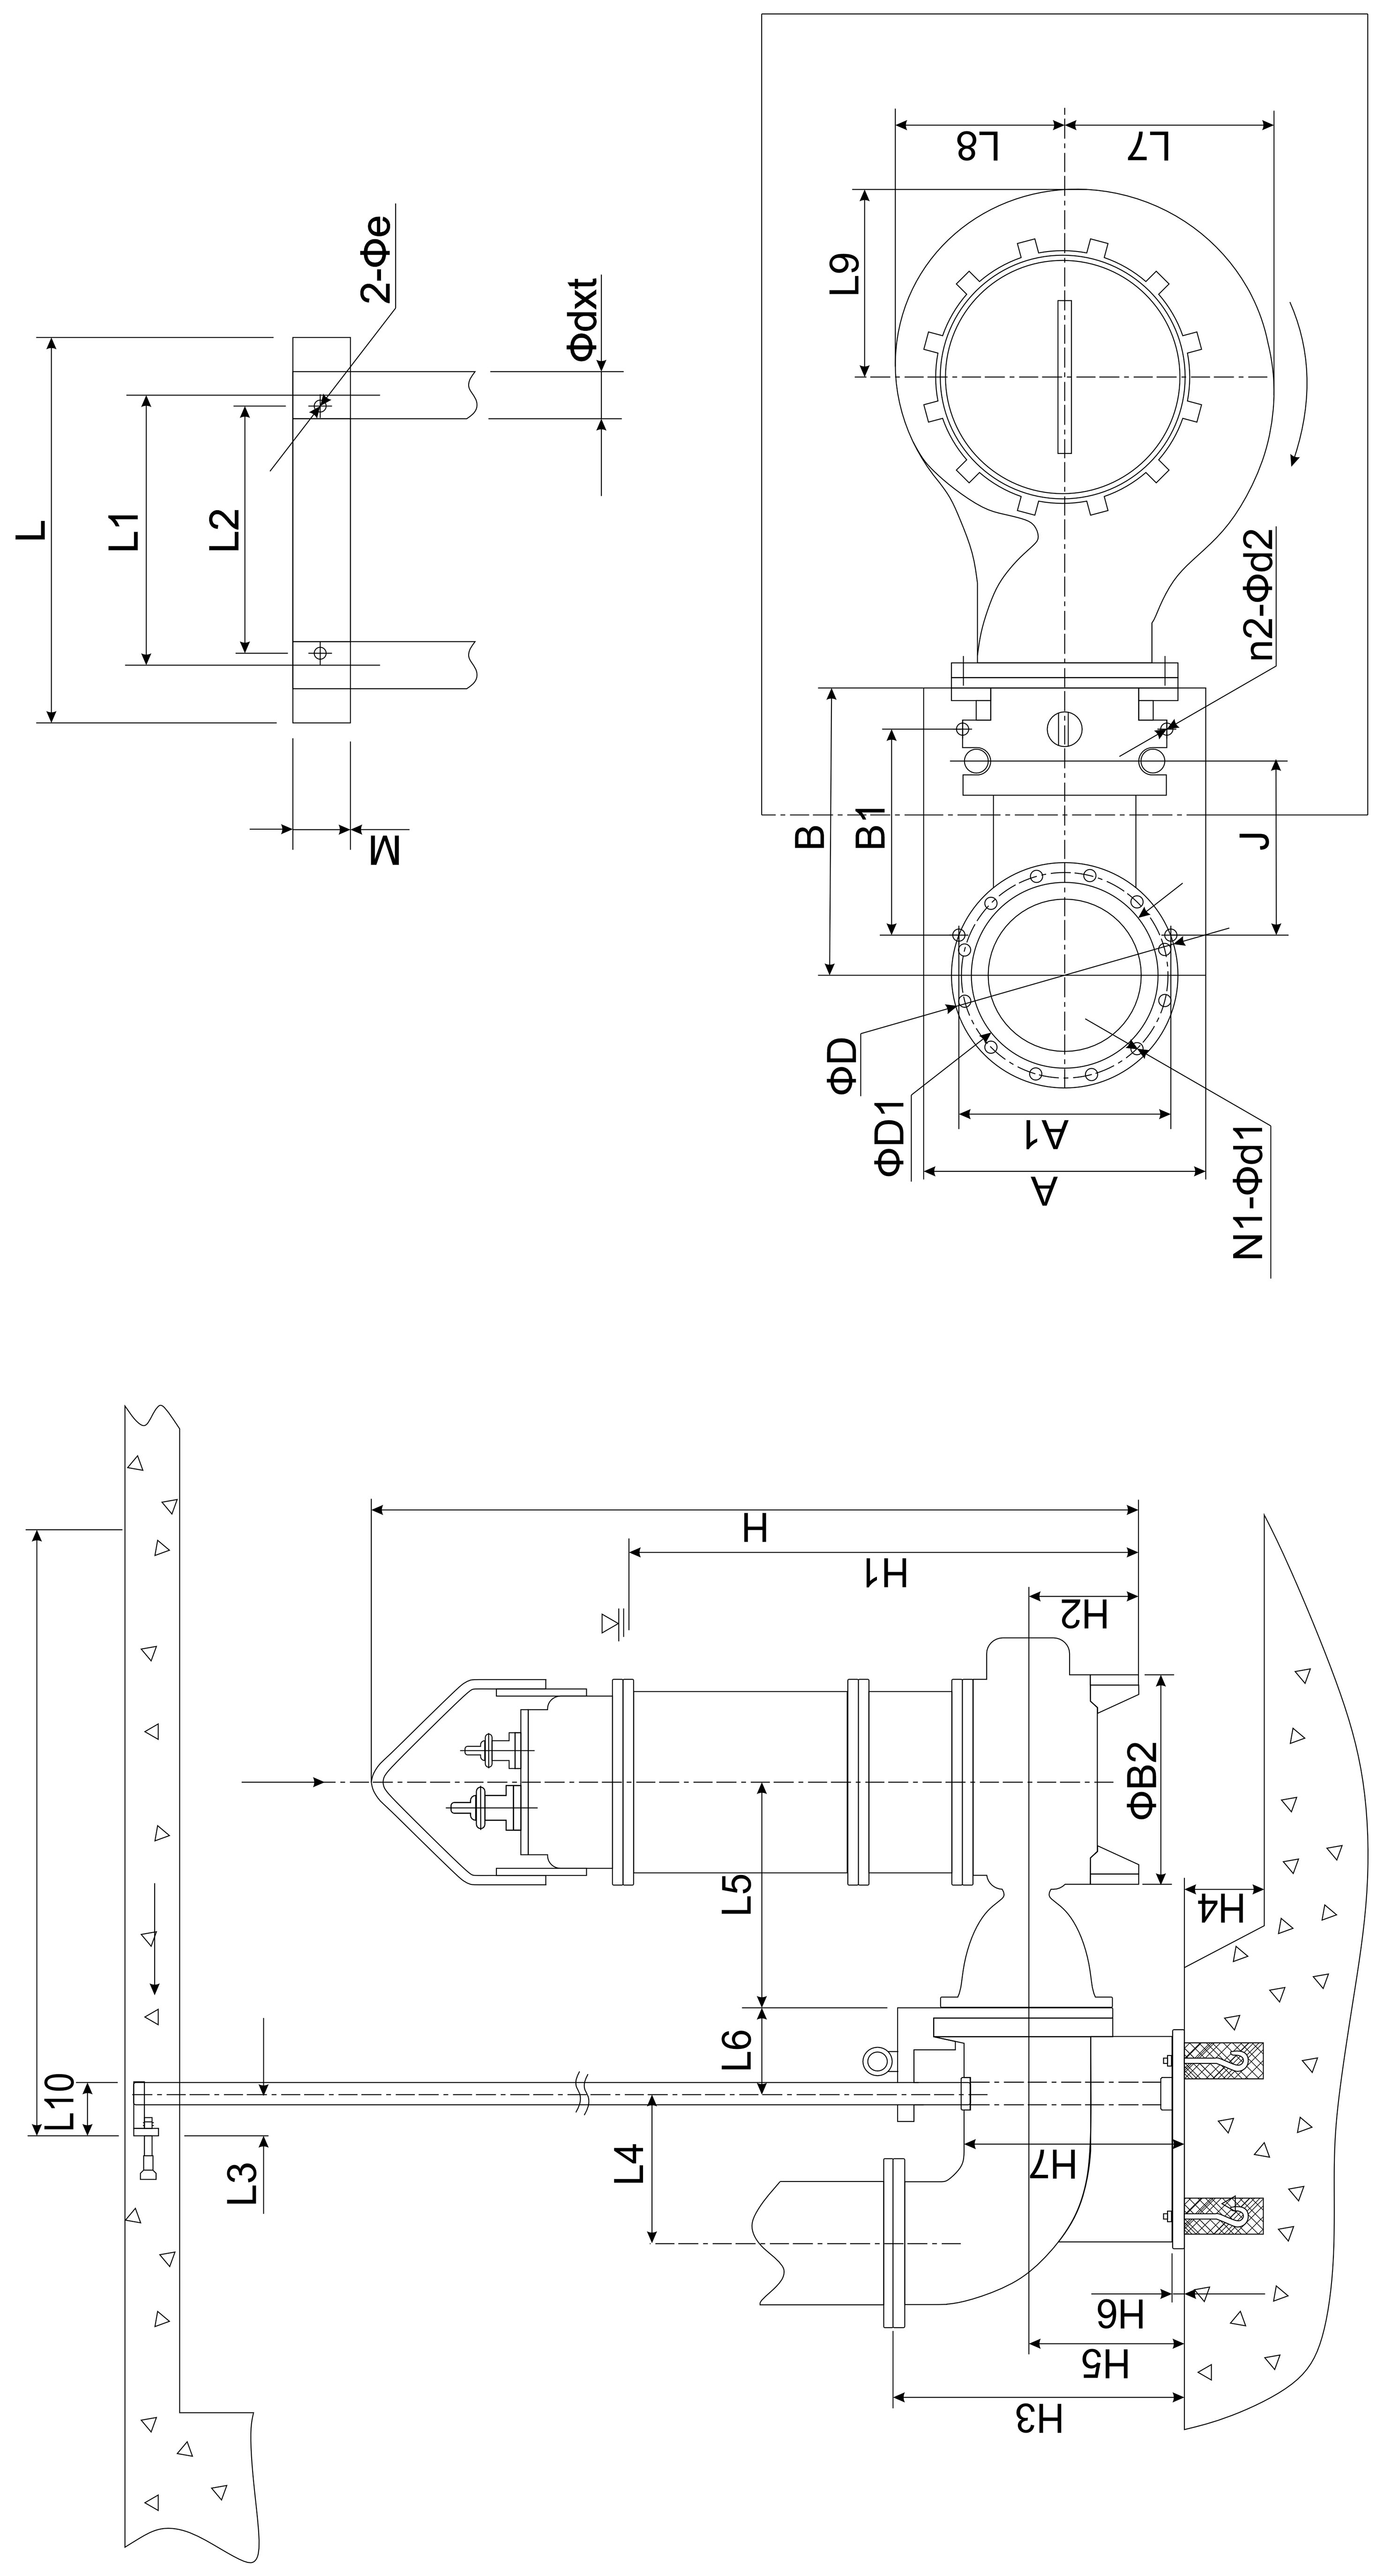 L
L1
L2
2-Φe
Φdxt
M
L8
L7
L9
n2-Φd2
B
B1
J
ΦD
ΦD1
A1
A
N1-Φd1
H
H1
H2
ΦB2
L5
H4
L6
L10
L3
L4
H7
H6
H5
H3